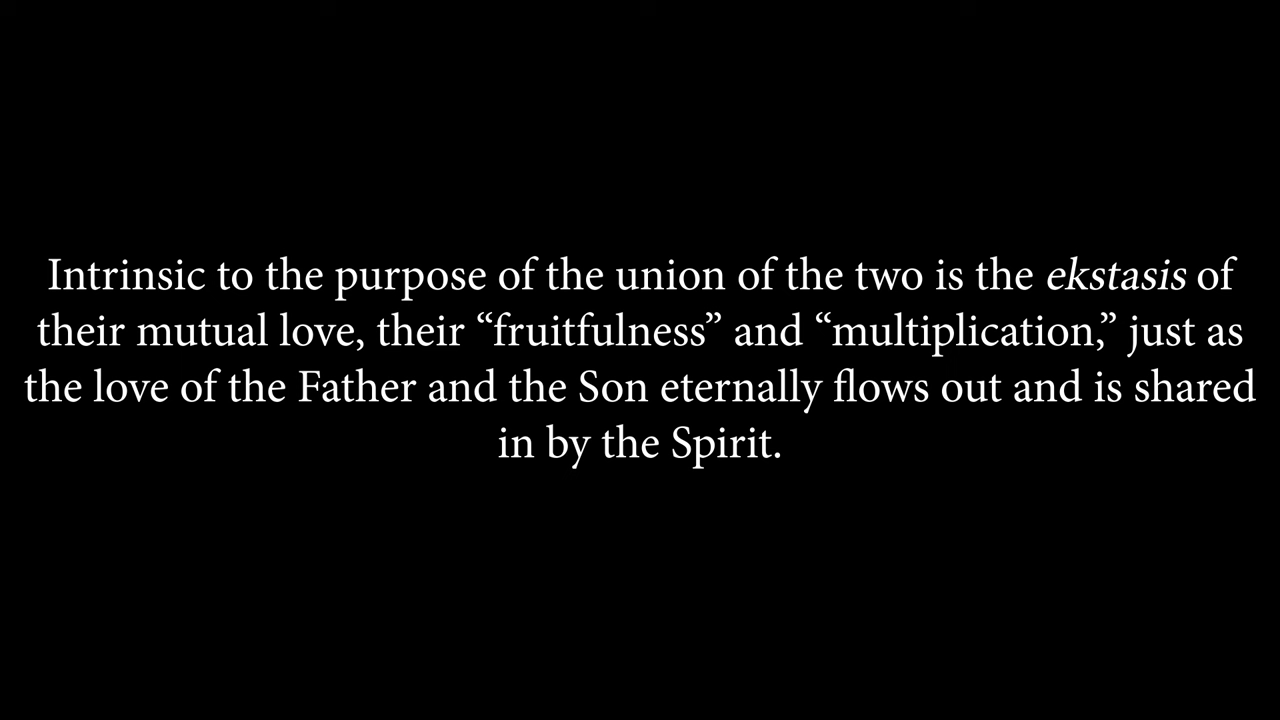 Intrinsic to the purpose of the union of the two is the ekstasis of
their mutual love, their “fruitfulness” and “multiplication,” just as
the love of the Father and the Son eternally flows out and is shared
in by the Spirit.